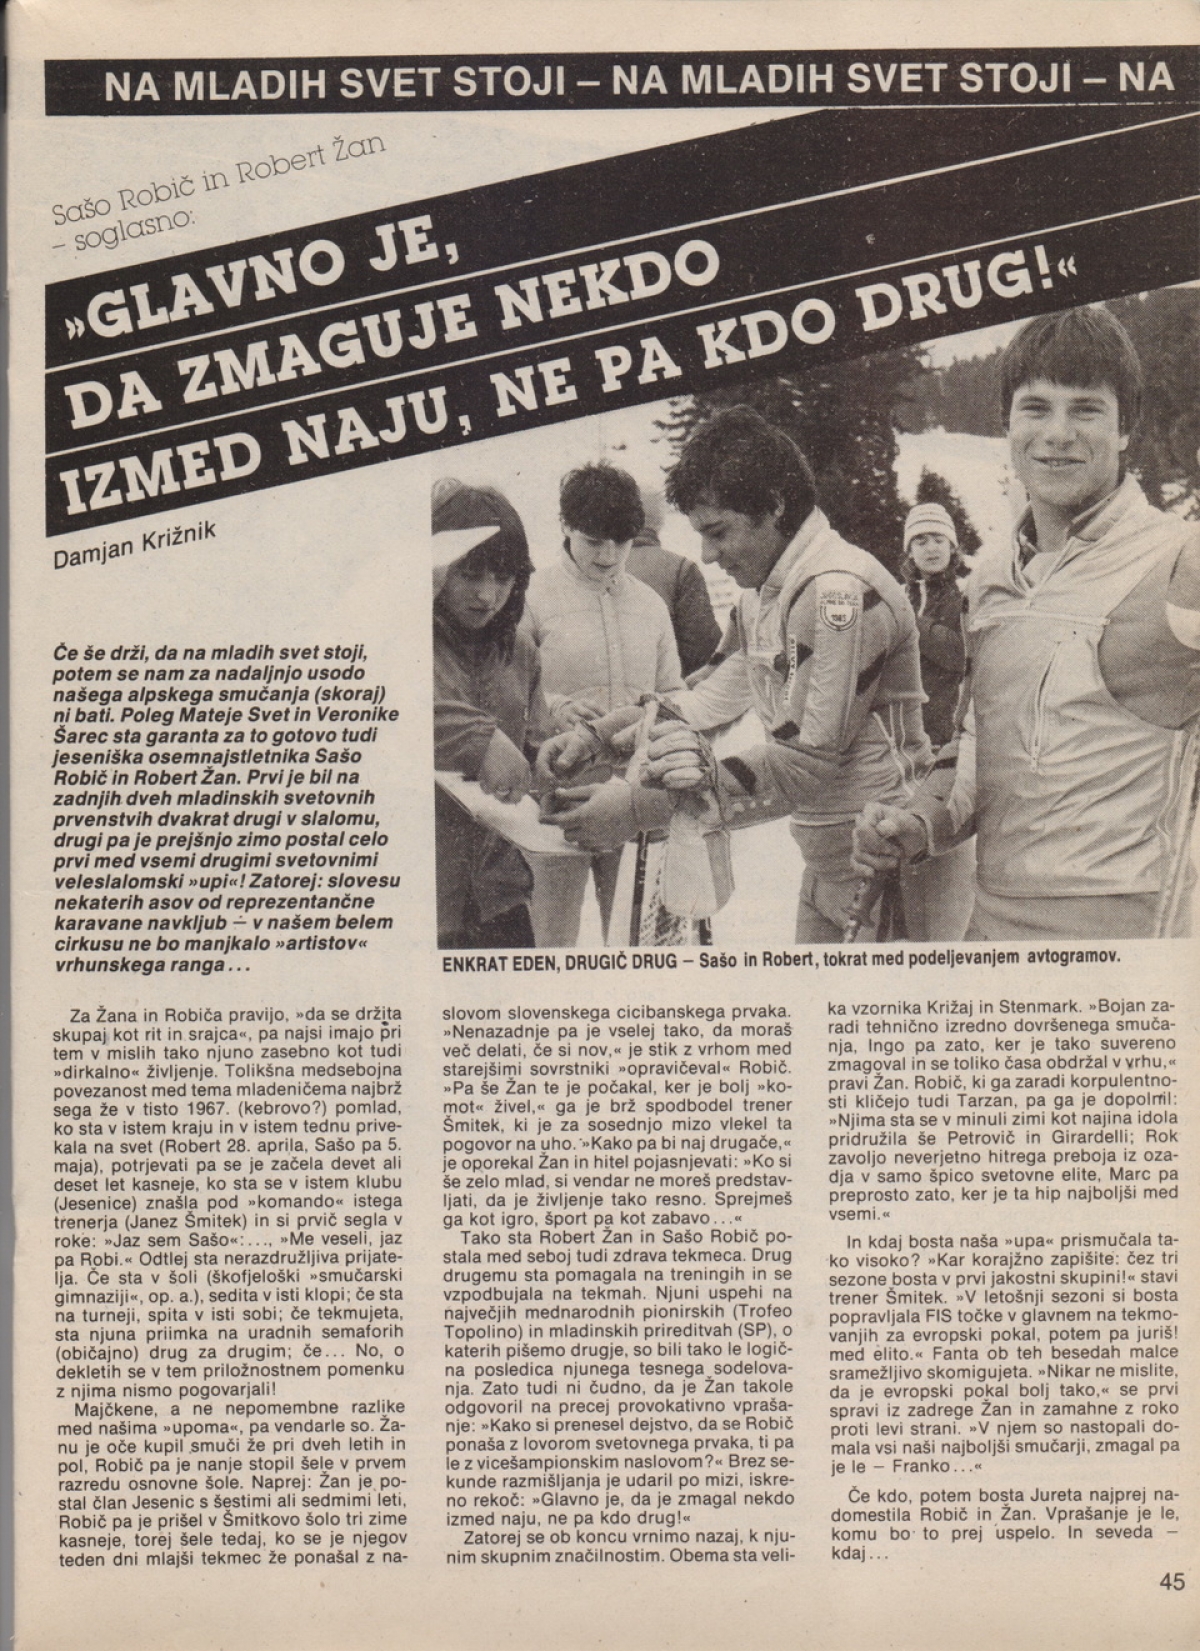 NA MLADIH SVET STOJI – NA MLADIH SVET STOJI – NA
Sašo Robič in Robert Žan
– soglasno:
»GLAVNO JE,
DA ZMAGUJE NEKDO
IZMED NAJU, NE PA KDO DRUG!«
Damjan Križnik
Če še drži, da na mladih svet stoji,
potem se nam za nadaljnjo usodo
našega alpskega smučanja (skoraj)
ni bati. Poleg Mateje Svet in Veronike
Šarec sta garanta za to gotovo tudi
jeseniška osemnajstletnika Sašo
Robič in Robert Žan. Prvi je bil na
zadnjih dveh mladinskih svetovnih
prvenstvih dvakrat drugi v slalomu,
drugi pa je prejšnjo zimo postal celo
prvi med vsemi drugimi svetovnimi
veleslalomski »upi«! Zatorej: slovesu
nekaterih asov od reprezentančne
karavane navkljub – v našem belem
cirkusu ne bo manjkalo »artistov«
vrhunskega ranga...
1985
ENKRAT EDEN, DRUGIČ DRUG – Sašo in Robert, tokrat med podeljevanjem avtogramov.
Za Žana in Robiča pravijo, »da se držita
skupaj kot rit in srajca«, pa najsi imajo pri
tem v mislih tako njuno zasebno kot tudi
»dirkalno« življenje. Tolikšna medsebojna
povezanost med tema mladeničema najbrž
sega že v tisto 1967. (kebrovo?) pomlad,
ko sta v istem kraju in v istem tednu prive-
kala na svet (Robert 28. aprila, Sašo pa 5.
maja), potrjevati pa se je začela devet ali
deset let kasneje, ko sta se v istem klubu
(Jesenice) znašla pod »komando« istega
trenerja (Janez Šmitek) in si prvič segla v
roke: »Jaz sem Sašo«:..., »Me veseli, jaz
pa Robi.« Odtlej sta nerazdružljiva prijate-
lja. Če sta v šoli (škofjeloški »smučarski
gimnaziji«, op. a.), sedita v isti klopi; če sta
na turneji, spita v isti sobi; če tekmujeta,
sta njuna priimka na uradnih semaforih
(običajno) drug za drugim; če... No, o
dekletih se v tem priložnostnem pomenku
z njima nismo pogovarjali!
Majčkene, a ne nepomembne razlike
med našima »upoma«, pa vendarle so. Ža-
nu je oče kupil smuči že pri dveh letih in
pol, Robič pa je nanje stopil šele v prvem
razredu osnovne šole. Naprej: Žan je po-
stal član Jesenic s šestimi ali sedmimi leti,
Robič pa je prišel v Šmitkovo šolo tri zime
kasneje, torej šele tedaj, ko se je njegov
teden dni mlajši tekmec že ponašal z na-
slovom slovenskega cicibanskega prvaka.
»Nenazadnje pa je vselej tako, da moraš
več delati, če si nov,« je stik z vrhom med
starejšimi sovrstniki »opravičeval« Robič.
»Pa še Žan te je počakal, ker je bolj »ko-
mot« živel,« ga je brž spodbodel trener
Šmitek, ki je za sosednjo mizo vlekel ta
pogovor na uho. »Kako pa bi naj drugače,«
je oporekal Žan in hitel pojasnjevati: »Ko si
še zelo mlad, si vendar ne moreš predstav-
ljati, da je življenje tako resno. Sprejmeš
ga kot igro, šport pa kot zabavo...«
Tako sta Robert Žan in Sašo Robič po-
stala med seboj tudi zdrava tekmeca. Drug
drugemu sta pomagala na treningih in se
vzpodbujala na tekmah. Njuni uspehi na
največjih mednarodnih pionirskih (Trofeo
Topolino) in mladinskih prireditvah (SP), o
katerih pišemo drugje, so bili tako le logič-
na posledica njunega tesnega sodelova-
nja. Zato tudi ni čudno, da je Žan takole
odgovoril na precej provokativno vpraša-
nje: »Kako si prenesel dejstvo, da se Robič
ponaša z lovorom svetovnega prvaka, ti pa
le z vicešampionskim naslovom?« Brez se-
kunde razmišljanja je udaril po mizi, iskre-
no rekoč: »Glavno je, da je zmagal nekdo
izmed naju, ne pa kdo drug!«
Zatorej se ob koncu vrnimo nazaj, k nju-
nim skupnim značilnostim. Obema sta veli-
ka vzornika Križaj in Stenmark. »Bojan za-
radi tehnično izredno dovršenega smuča-
nja, Ingo pa zato, ker je tako suvereno
zmagoval in se toliko časa obdržal v vrhu,«
pravi Žan. Robič, ki ga zaradi korpulentno-
sti kličejo tudi Tarzan, pa ga je dopolnil:
»Njima sta se v minuli zimi kot najina idola
pridružila še Petrovič in Girardelli; Rok
zavoljo neverjetno hitrega preboja iz oza-
dja v samo špico svetovne elite, Marc pa
preprosto zato, ker je ta hip najboljši med
vsemi.«
In kdaj bosta naša »upa« prismučala ta-
ko visoko? »Kar korajžno zapišite: čez tri
sezone bosta v prvi jakostni skupini!« stavi
trener Šmitek. »V letošnji sezoni si bosta
popravljala FIS točke v glavnem na tekmo-
vanjih za evropski pokal, potem pa juriš!
med elito.« Fanta ob teh besedah malce
sramežljivo skomigujeta. »Nikar ne mislite,
da je evropski pokal bolj tako,« se prvi
spravi iz zadrege Žan in zamahne z roko
proti levi strani. »V njem so nastopali do-
mala vsi naši najboljši smučarji, zmagal pa
je le – Franko...«
Če kdo, potem bosta Jureta najprej na-
domestila Robič in Žan. Vprašanje je le,
komu bo to prej uspelo. In seveda –
kdaj...
45